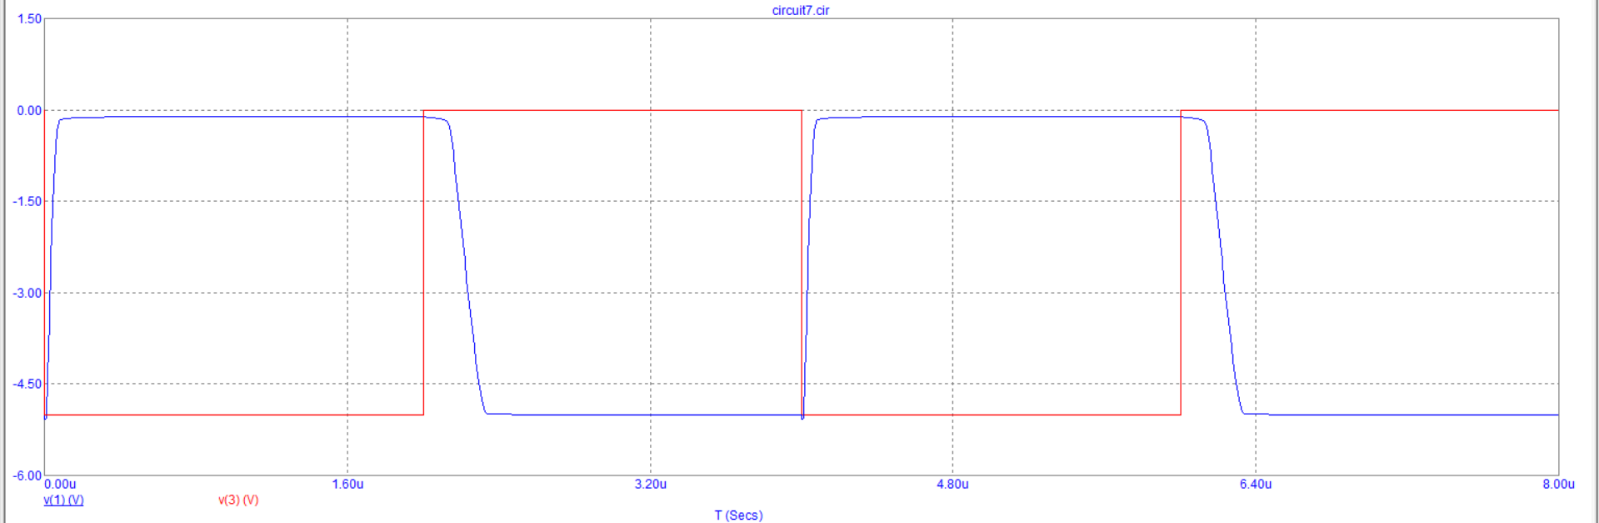 circuit7.cir
1.50
0.00
-1.50
-3.00
-4.50
-6.00
0.00u 1.60u 3.20u 4.80u 6.40u 8.00u
v(1) (V) v(3) (V)
T (Secs)